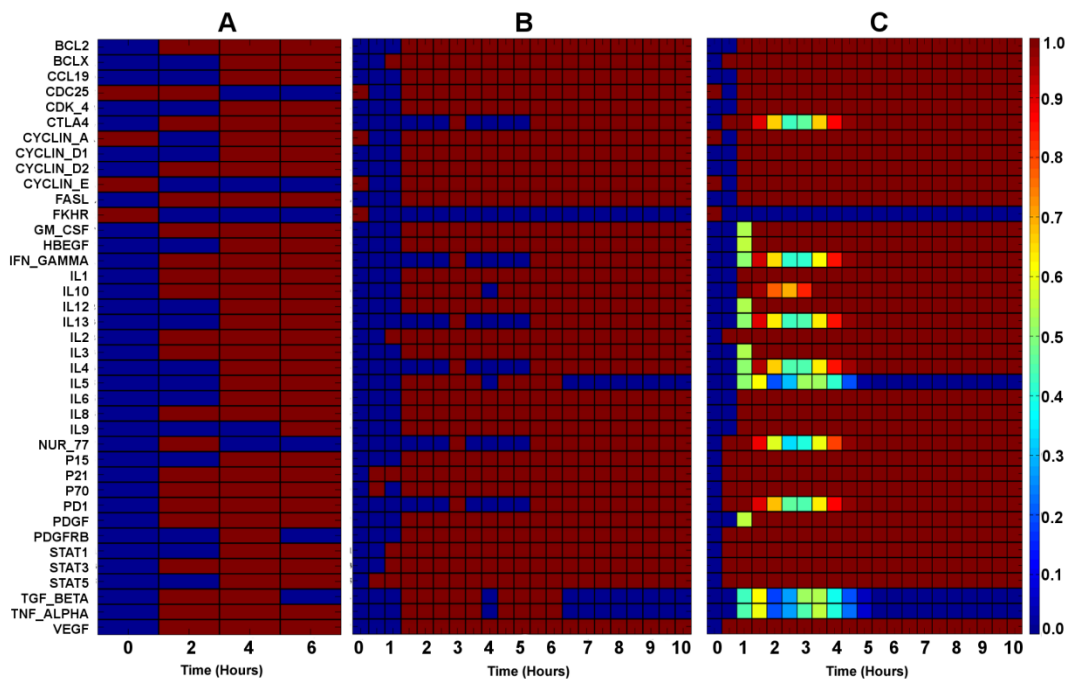 A B C
BCL2
BCLX
CCL19
CDC25
CDK_4
CTLA4
CYCLIN_A
CYCLIN_D1
CYCLIN_D2
CYCLIN_E
FASL
FKHR
GM_CSF
HBEGF
IFN_GAMMA
IL1
IL10
IL12
IL13
IL2
IL3
IL4
IL5
IL6
IL8
IL9
NUR_77
P15
P21
P70
PD1
PDGF
PDGFRB
STAT1
STAT3
STAT5
TGF_BETA
TNF_ALPHA
VEGF
1.0
0.9
0.8
0.7
0.6
0.5
0.4
0.3
0.2
0.1
0.0
0 2 4 6 0 1 2 3 4 5 6 7 8 9 10 0 1 2 3 4 5 6 7 8 9 10
Time (Hours) Time (Hours) Time (Hours)